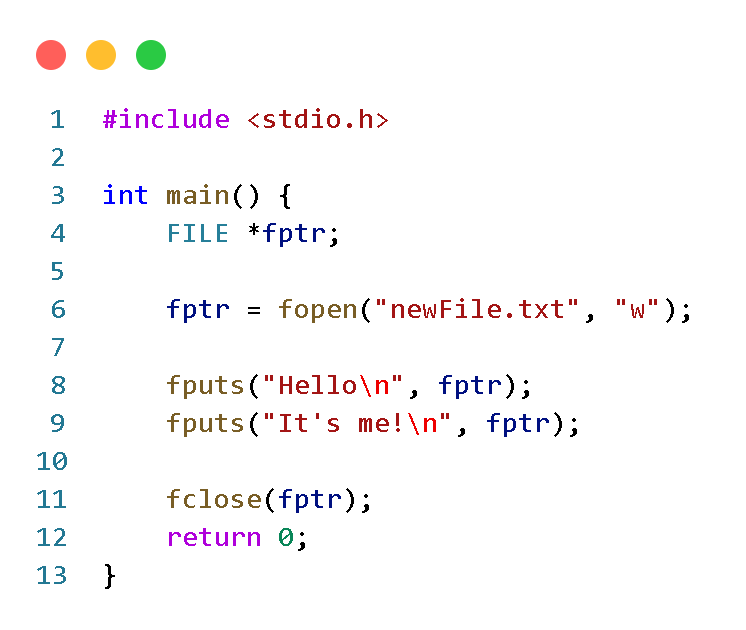 1 #include <stdio.h>
2
3 int main() {
4     FILE *fptr;
5
6     fptr = fopen("newFile.txt", "w");
7
8     fputs("Hello\n", fptr);
9     fputs("It's me!\n", fptr);
10
11     fclose(fptr);
12     return 0;
13 }